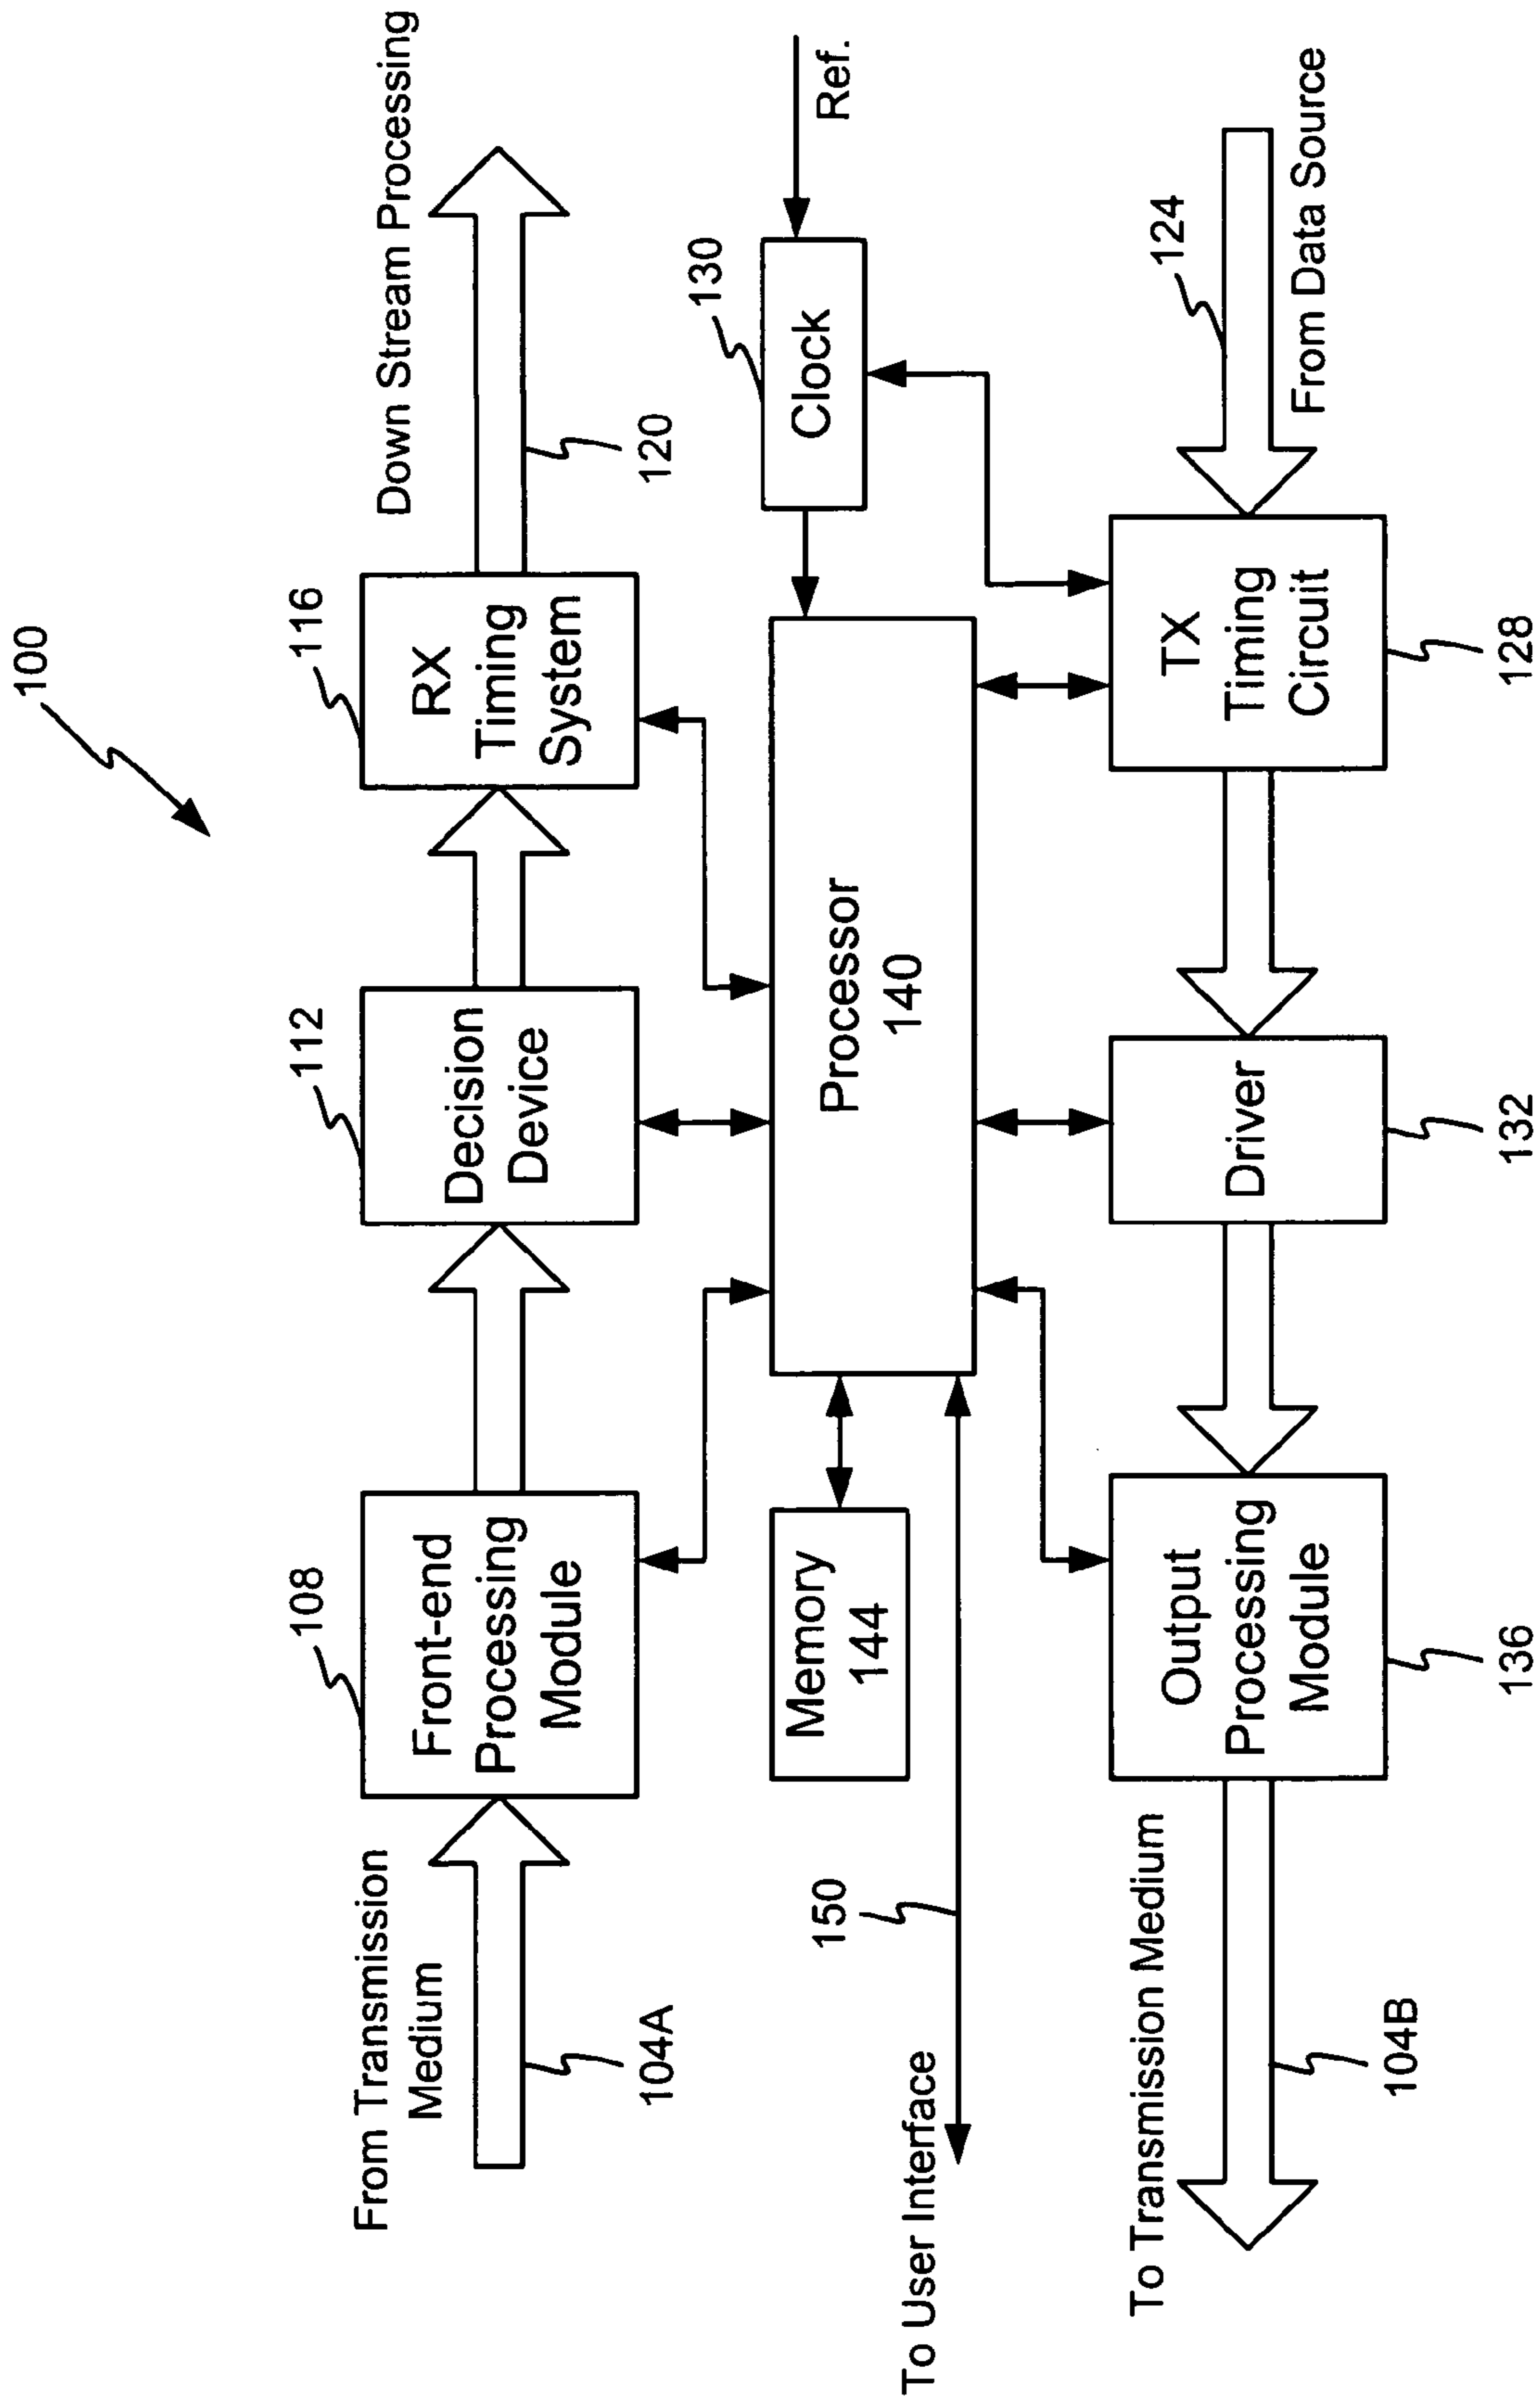 100
From Transmission
Medium
104A
108
Front-end
Processing
Module
112
Decision
Device
116
RX
Timing
System
Down Stream Processing
120
Memory
144
Processor
140
130
Clock
Ref.
150
To User Interface
To Transmission Medium
104B
Output
Processing
Module
136
Driver
132
TX
Timing
Circuit
128
124
From Data Source